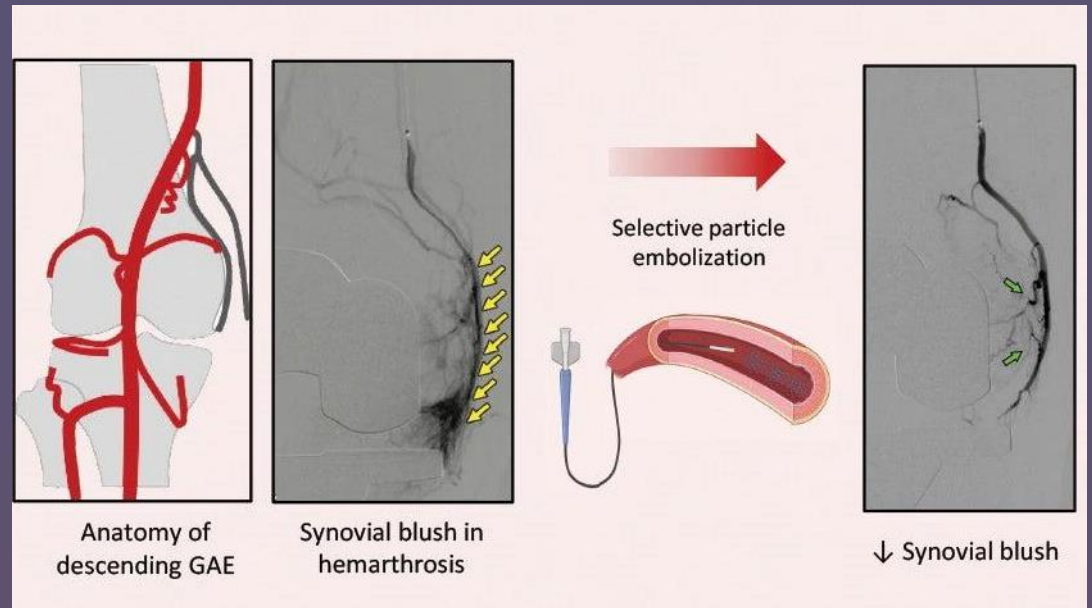 Anatomy of
descending GAE
Synovial blush in
hemarthrosis
Selective particle
embolization
↓ Synovial blush